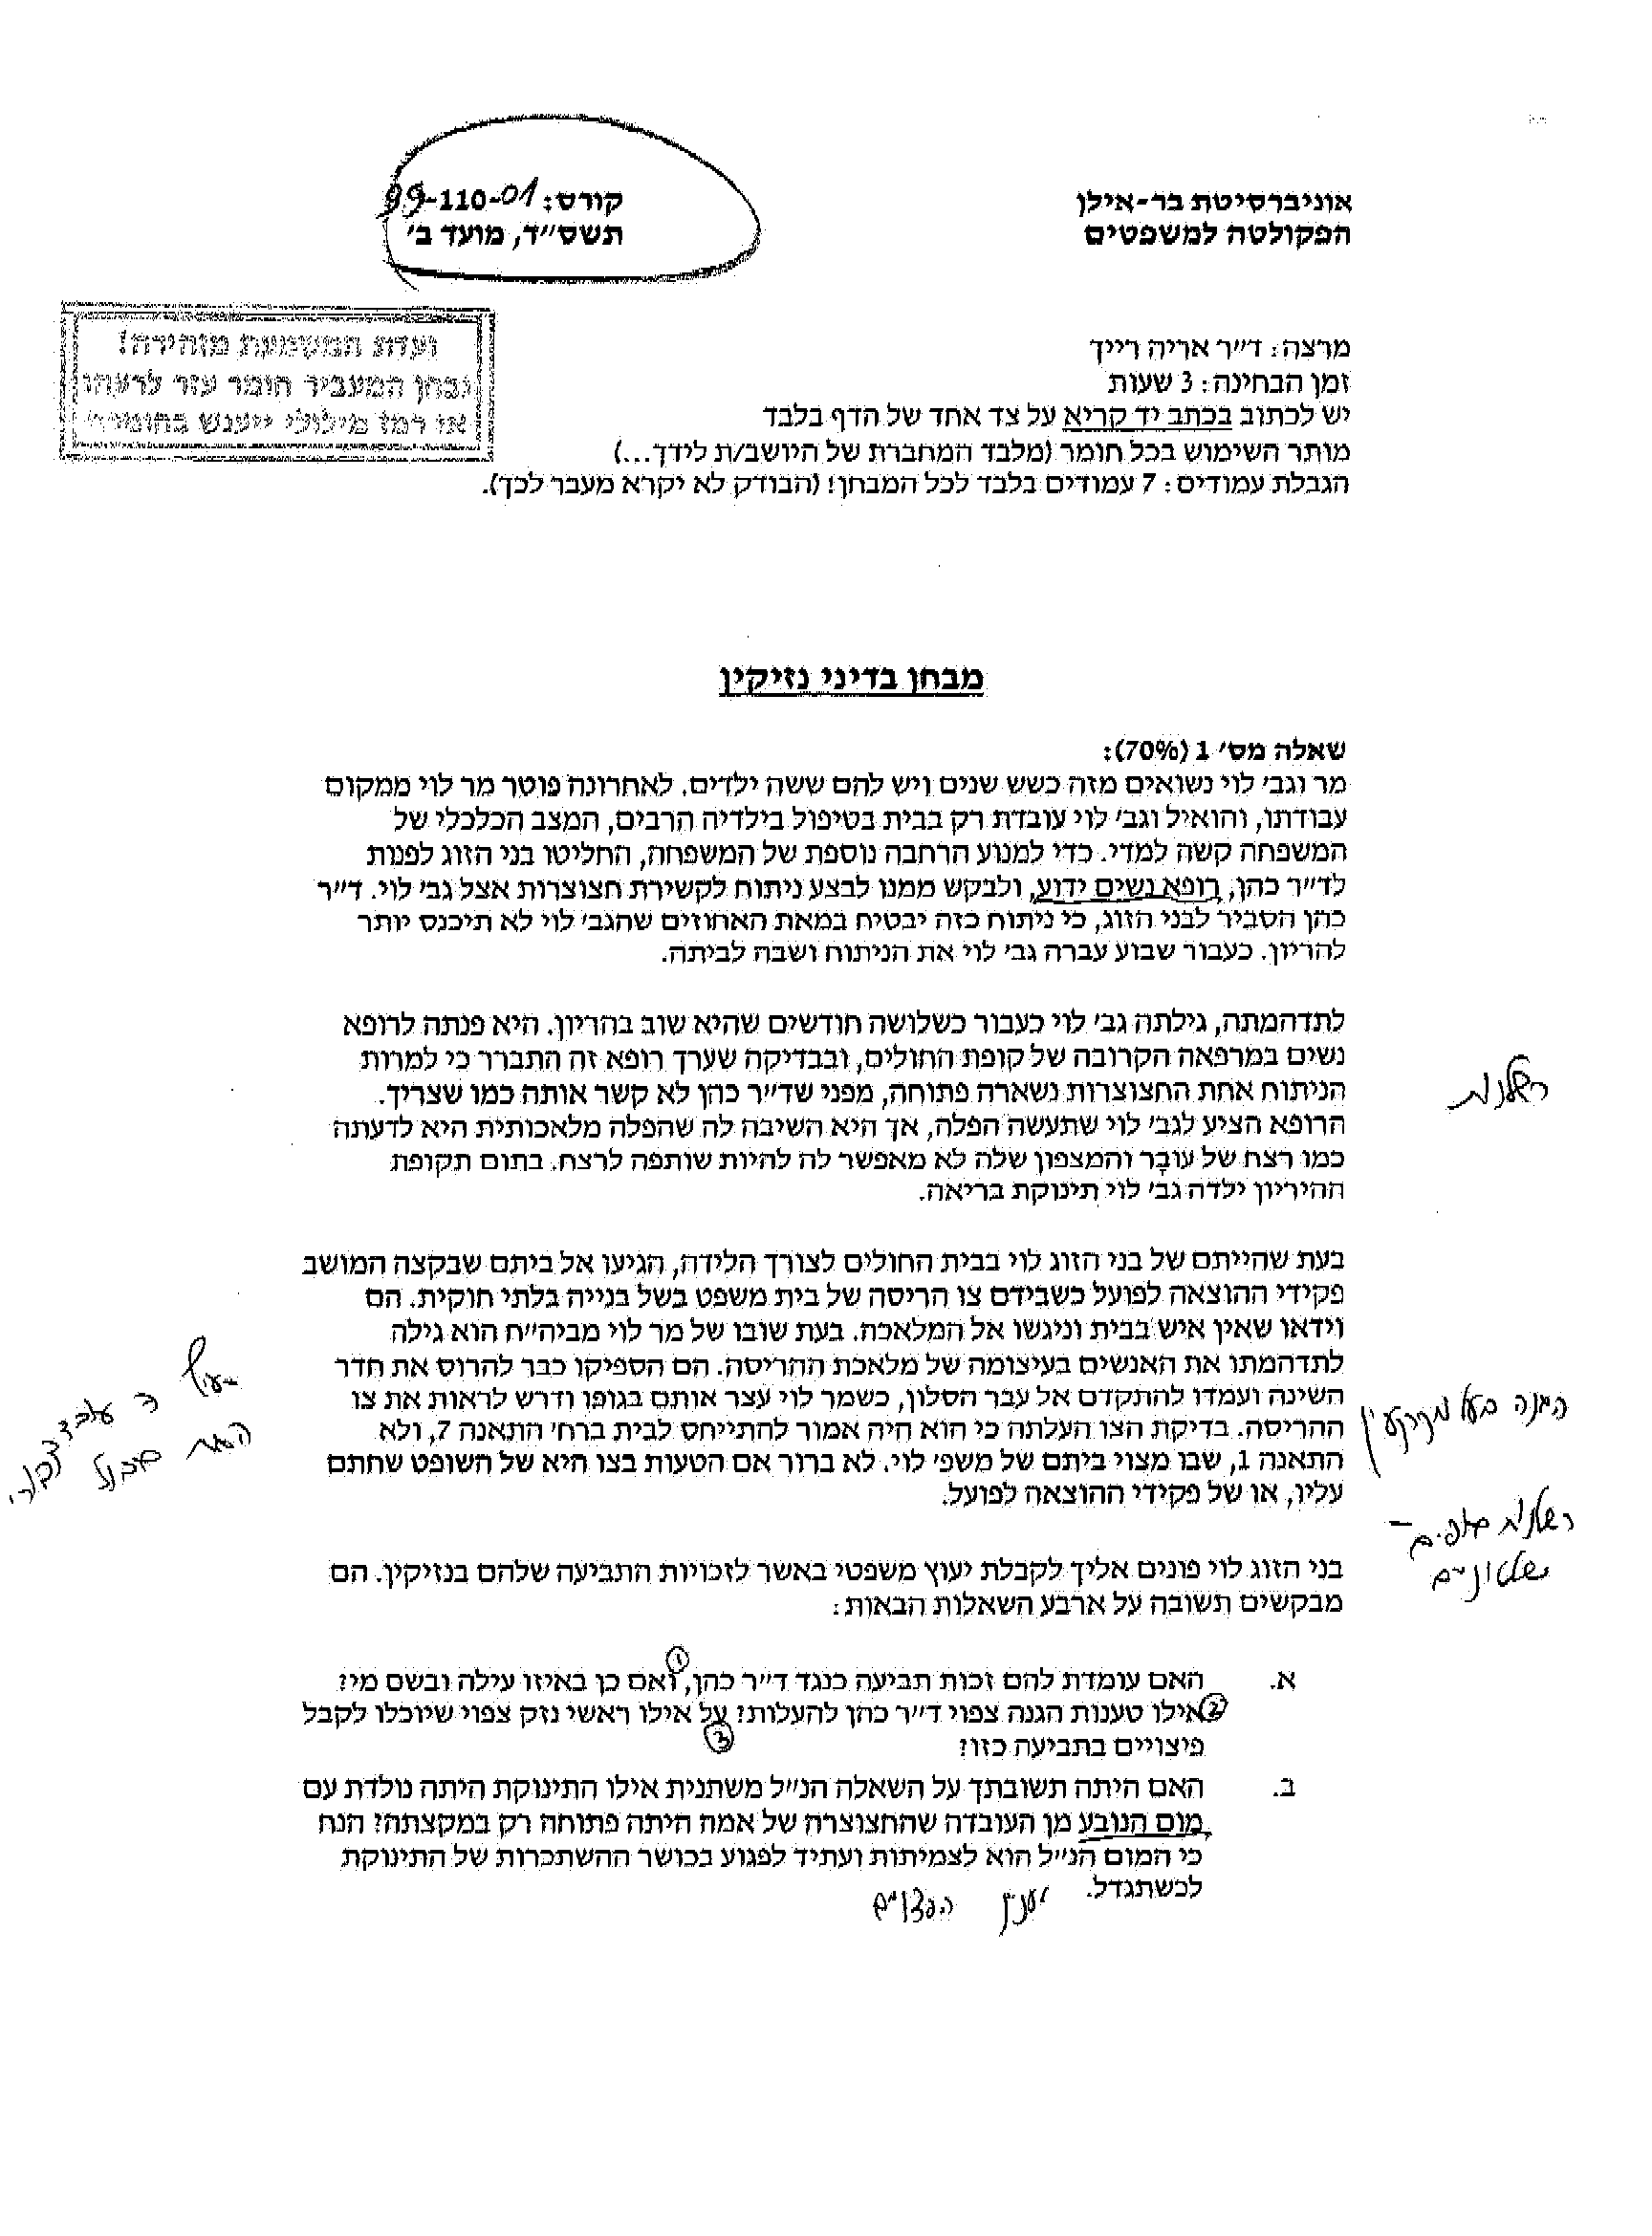 אוניברסיטת בר-אילן
הפקולטה למשפטים
קורס: 99-110-01
תשס״ד, מועד ב׳
ועדת המשמעת מזהירה!
נבחן המעביר חומר עזר לרעהו
או רמז מילולי ייענש בחומרה
מרצה: ד״ר אריה רייך
זמן הבחינה: 3 שעות
יש לכתוב בכתב יד קריא על צד אחד של הדף בלבד
מותר השימוש בכל חומר (מלבד המחברת של היושב/ת לידך...)
הגבלת עמודים: 7 עמודים בלבד לכל המבחן! (הבודק לא יקרא מעבר לכך).
מבחן בדיני נזיקין
שאלה מס׳ 1 (70%):
מר וגב׳ לוי נשואים מזה כשש שנים ויש להם ששה ילדים. לאחרונה פוטר מר לוי ממקום
עבודתו, והואיל וגב׳ לוי עובדת רק בבית בטיפול בילדיה הרבים, המצב הכלכלי של
המשפחה קשה למדי. כדי למנוע הרחבה נוספת של המשפחה, החליטו בני הזוג לפנות
לד״ר כהן, רופא נשים ידוע, ולבקש ממנו לבצע ניתוח לקשירת חצוצרות אצל גב׳ לוי. ד״ר
כהן הסביר לבני הזוג, כי ניתוח כזה יבטיח במאת האחוזים שהגב׳ לוי לא תיכנס יותר
להריון. כעבור שבוע עברה גב׳ לוי את הניתוח ושבה לביתה.
לתדהמתה, גילתה גב׳ לוי כעבור כשלושה חודשים שהיא שוב בהריון. היא פנתה לרופא
נשים במרפאה הקרובה של קופת החולים, ובבדיקה שערך רופא זה התברר כי למרות
הניתוח אחת החצוצרות נשארה פתוחה, מפני שד״ר כהן לא קשר אותה כמו שצריך.
הרופא הציע לגב׳ לוי שתעשה הפלה, אך היא השיבה לה שהפלה מלאכותית היא לדעתה
כמו רצח של עובָר והמצפון שלה לא מאפשר לה להיות שותפה לרצח. בתום תקופת
ההיריון ילדה גב׳ לוי תינוקת בריאה.
רשלנות
בעת שהייתם של בני הזוג לוי בבית החולים לצורך הלידה, הגיעו אל ביתם שבקצה המושב
פקידי ההוצאה לפועל כשבידם צו הריסה של בית משפט בשל בנייה בלתי חוקית. הם
וידאו שאין איש בבית וניגשו אל המלאכה. בעת שובו של מר לוי מביה״ח הוא גילה
לתדהמתו את האנשים בעיצומה של מלאכת ההריסה. הם הספיקו כבר להרוס את חדר
השינה ועמדו להתקדם אל עבר הסלון, כשמר לוי עצר אותם בגופו ודרש לראות את צו
ההריסה. בדיקת הצו העלתה כי הוא היה אמור להתייחס לבית ברח׳ התאנה 7, ולא
התאנה 1, שבו מצוי ביתם של משפ׳ לוי. לא ברור אם הטעות בצו היא של השופט שחתם
עליו, או של פקידי ההוצאה לפועל.
הגנה בעל מקרקעין
רשלנות גופים
שלטוניים
עובד ציבור
האם
בני הזוג לוי פונים אליך לקבלת יעוץ משפטי באשר לזכויות התביעה שלהם בנזיקין. הם
מבקשים תשובה על ארבע השאלות הבאות:
א. האם עומדת להם זכות תביעה כנגד ד״ר כהן, ① ואם כן באיזו עילה ובשם מי?
② אילו טענות הגנה צפוי ד״ר כהן להעלות? ③ על אילו ראשי נזק צפוי שיוכלו לקבל
פיצויים בתביעה כזו?
ב. האם היתה תשובתך על השאלה הנ״ל משתנית אילו התינוקת היתה נולדת עם
מום הנובע מן העובדה שהחצוצרה של אמה היתה פתוחה רק במקצתה? הנח
כי המום הנ״ל הוא לצמיתות ועתיד לפגוע בכושר ההשתכרות של התינוקת
לכשתגדל.
הפצויים